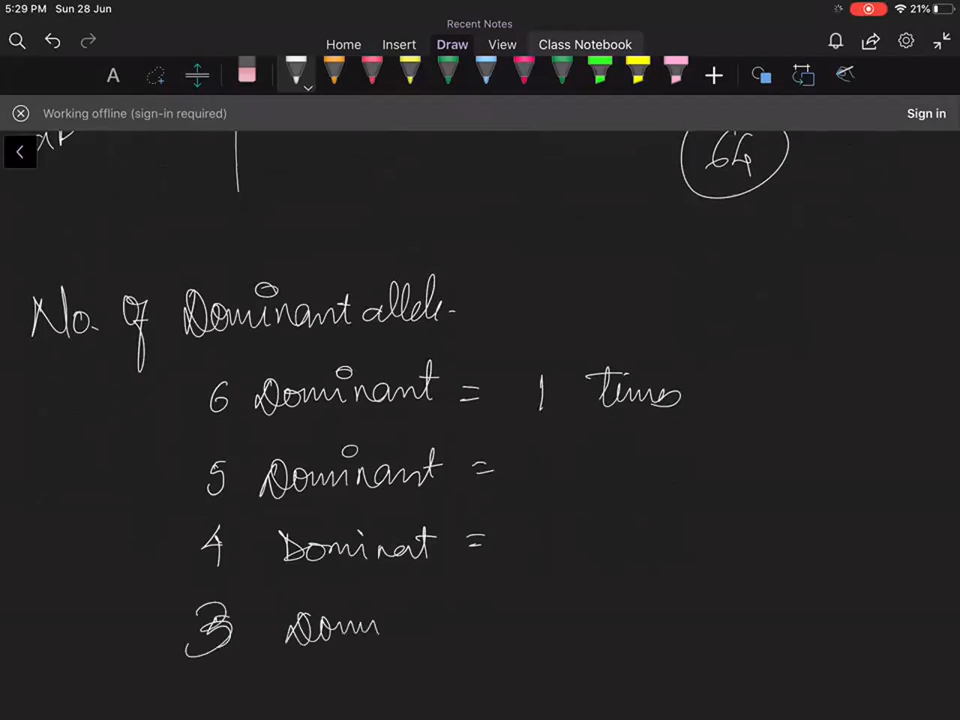 5:29 PM Sun 28 Jun 21%
Recent Notes
Home Insert Draw View Class Notebook
A
Working offline (sign-in required) Sign in
64
No. of Dominant allele.
6 Dominant = 1 times
5 Dominant =
4 Dominat =
3 Dom